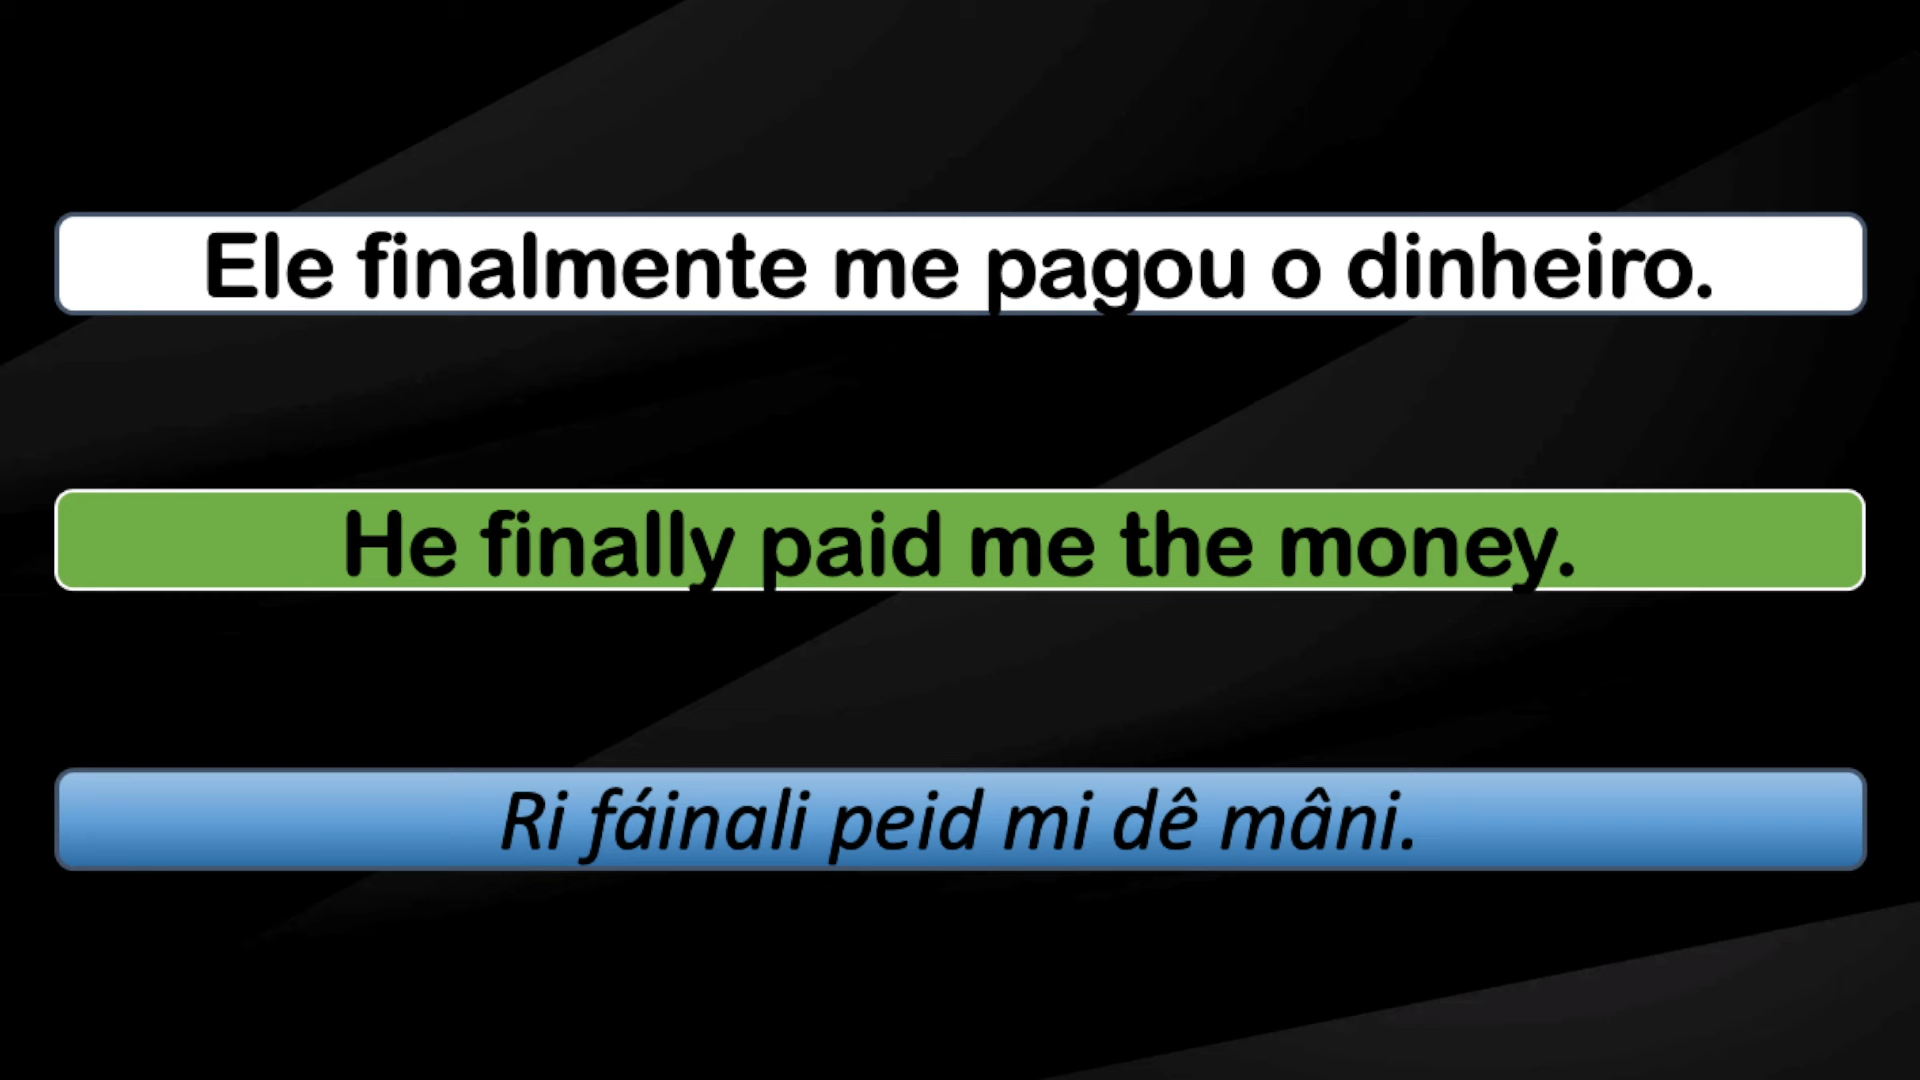 Ele finalmente me pagou o dinheiro.
He finally paid me the money.
Ri fáinali peid mi dê mâni.